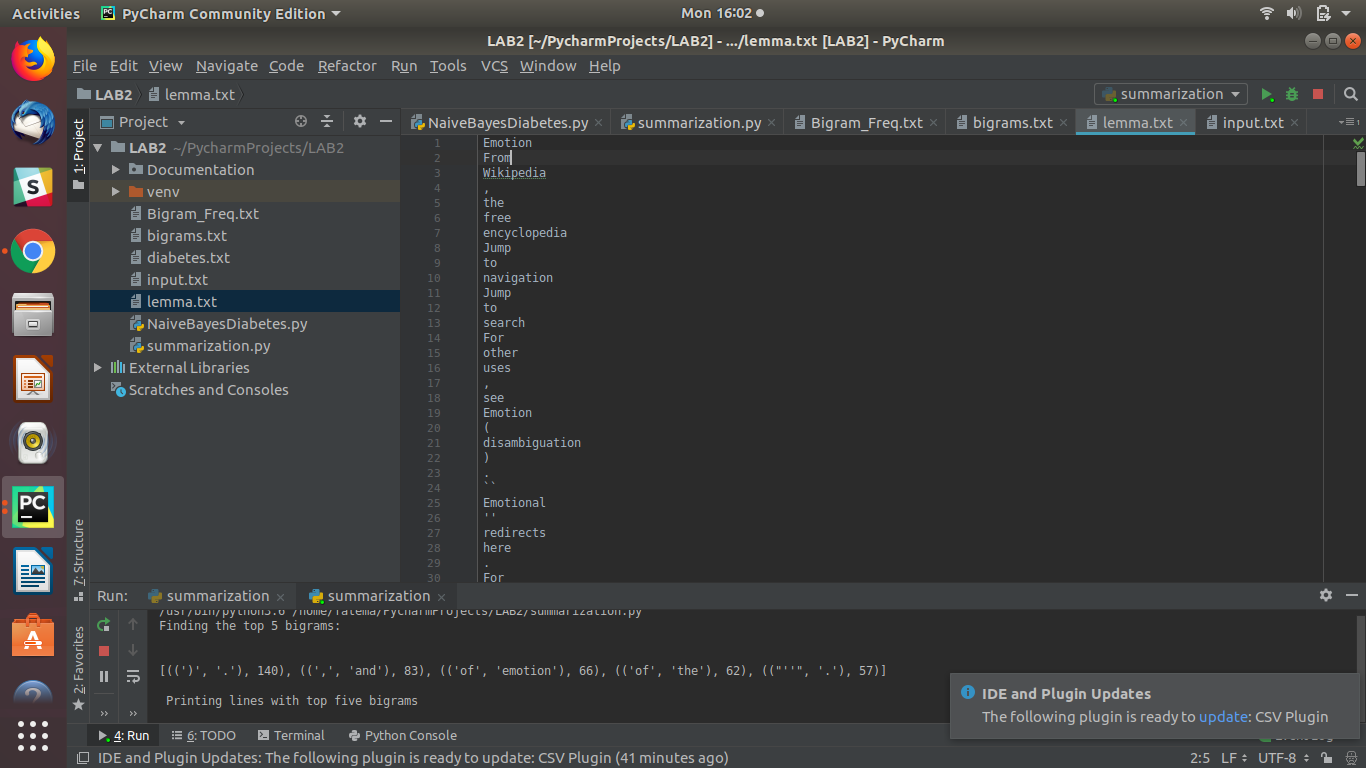 Activities PyCharm Community Edition Mon 16:02
LAB2 [~/PycharmProjects/LAB2] - .../lemma.txt [LAB2] - PyCharm
File Edit View Navigate Code Refactor Run Tools VCS Window Help
LAB2 lemma.txt summarization
1: Project
Project
NaiveBayesDiabetes.py summarization.py Bigram_Freq.txt bigrams.txt lemma.txt input.txt
LAB2 ~/PycharmProjects/LAB2
Documentation
venv
Bigram_Freq.txt
bigrams.txt
diabetes.txt
input.txt
lemma.txt
NaiveBayesDiabetes.py
summarization.py
External Libraries
Scratches and Consoles
1 Emotion
2 From
3 Wikipedia
4 ,
5 the
6 free
7 encyclopedia
8 Jump
9 to
10 navigation
11 Jump
12 to
13 search
14 For
15 other
16 uses
17 ,
18 see
19 Emotion
20 (
21 disambiguation
22 )
23 .
24 ``
25 Emotional
26 ''
27 redirects
28 here
29 .
30 For
7: Structure
2: Favorites
Run: summarization summarization
/usr/bin/python3.6 /home/fatema/PycharmProjects/LAB2/summarization.py
Finding the top 5 bigrams:
[((')', '.'), 140), ((',', 'and'), 83), (('of', 'emotion'), 66), (('of', 'the'), 62), (("''", '.'), 57)]
Printing lines with top five bigrams
IDE and Plugin Updates
The following plugin is ready to update: CSV Plugin
4: Run 6: TODO Terminal Python Console
IDE and Plugin Updates: The following plugin is ready to update: CSV Plugin (41 minutes ago) 2:5 LF UTF-8